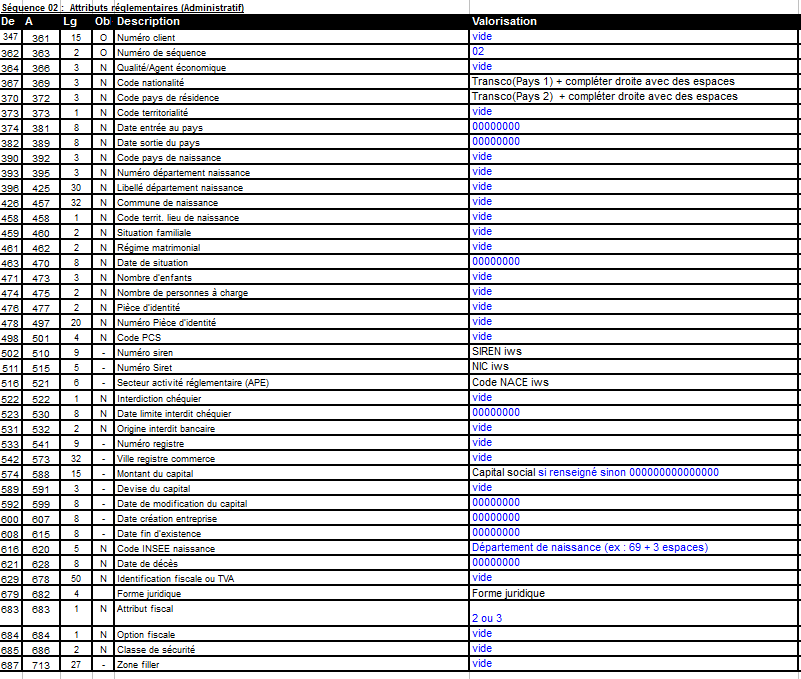 Séquence 02 : Attributs réglementaires (Administratif)
De A Lg Ob Description Valorisation
347 361 15 O Numéro client vide
362 363 2 O Numéro de séquence 02
364 366 3 N Qualité/Agent économique vide
367 369 3 N Code nationalité Transco(Pays 1) + compléter droite avec des espaces
370 372 3 N Code pays de résidence Transco(Pays 2) + compléter droite avec des espaces
373 373 1 N Code territorialité vide
374 381 8 N Date entrée au pays 00000000
382 389 8 N Date sortie du pays 00000000
390 392 3 N Code pays de naissance vide
393 395 3 N Numéro département naissance vide
396 425 30 N Libellé département naissance vide
426 457 32 N Commune de naissance vide
458 458 1 N Code territ. lieu de naissance vide
459 460 2 N Situation familiale vide
461 462 2 N Régime matrimonial vide
463 470 8 N Date de situation 00000000
471 473 3 N Nombre d'enfants vide
474 475 2 N Nombre de personnes à charge vide
476 477 2 N Pièce d'identité vide
478 497 20 N Numéro Pièce d'identité vide
498 501 4 N Code PCS vide
502 510 9 - Numéro siren SIREN iws
511 515 5 - Numéro Siret NIC iws
516 521 6 - Secteur activité réglementaire (APE) Code NACE iws
522 522 1 N Interdiction chéquier vide
523 530 8 N Date limite interdit chéquier 00000000
531 532 2 N Origine interdit bancaire vide
533 541 9 - Numéro registre vide
542 573 32 - Ville registre commerce vide
574 588 15 - Montant du capital Capital social si renseigné sinon 000000000000000
589 591 3 - Devise du capital vide
592 599 8 - Date de modification du capital 00000000
600 607 8 - Date création entreprise 00000000
608 615 8 - Date fin d'existence 00000000
616 620 5 N Code INSEE naissance Département de naissance (ex : 69 + 3 espaces)
621 628 8 N Date de décès 00000000
629 678 50 N Identification fiscale ou TVA vide
679 682 4 Forme juridique Forme juridique
683 683 1 N Attribut fiscal 2 ou 3
684 684 1 N Option fiscale vide
685 686 2 N Classe de sécurité vide
687 713 27 - Zone filler vide